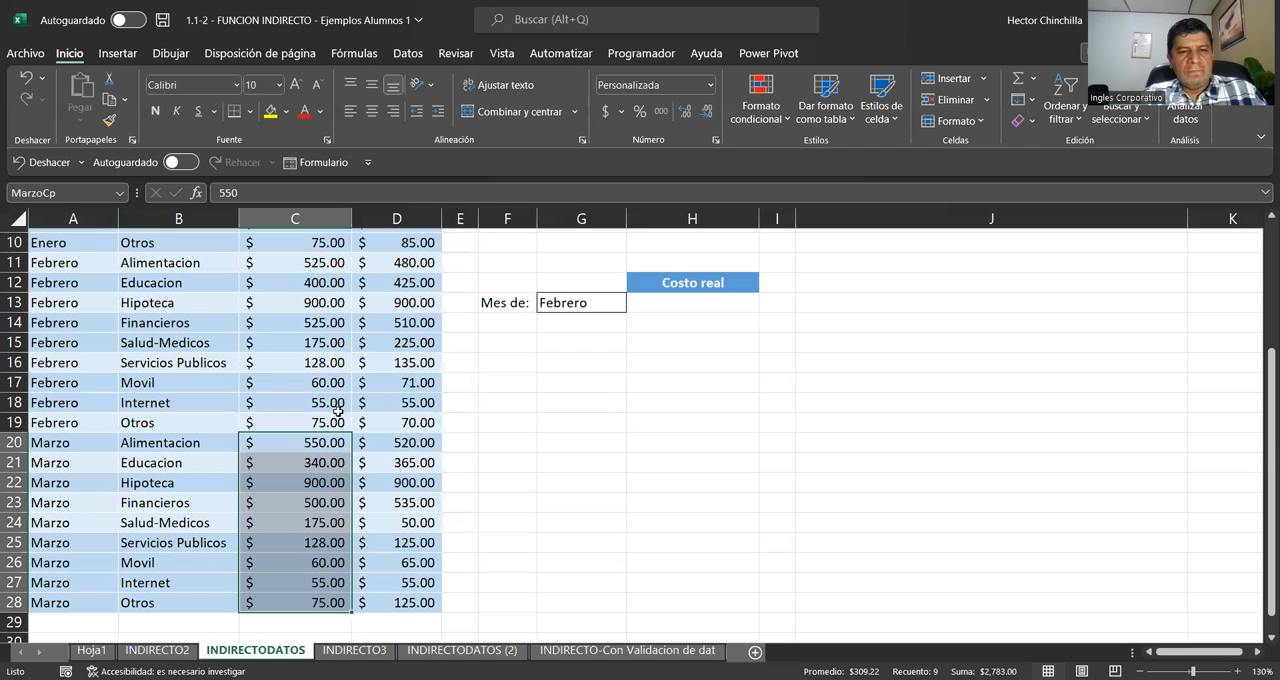 Autoguardado
1.1-2 - FUNCION INDIRECTO - Ejemplos Alumnos 1
Buscar (Alt+Q)
Hector Chinchilla
Archivo Inicio Insertar Dibujar Disposición de página Fórmulas Datos Revisar Vista Automatizar Programador Ayuda Power Pivot
Pegar
Calibri 10
N K S
Ajustar texto
Combinar y centrar
Personalizada
$ % 000
Formato condicional
Dar formato como tabla
Estilos de celda
Insertar
Eliminar
Formato
Ordenar y filtrar
Buscar y seleccionar
Analizar datos
Ingles Corporativo
Deshacer Portapapeles Fuente Alineación Número Estilos Celdas Edición Análisis
Deshacer Autoguardado Rehacer Formulario
MarzoCp fx 550
A B C D E F G H I J K
10 Enero Otros $ 75.00 $ 85.00
11 Febrero Alimentacion $ 525.00 $ 480.00
12 Febrero Educacion $ 400.00 $ 425.00 Costo real
13 Febrero Hipoteca $ 900.00 $ 900.00 Mes de: Febrero
14 Febrero Financieros $ 525.00 $ 510.00
15 Febrero Salud-Medicos $ 175.00 $ 225.00
16 Febrero Servicios Publicos $ 128.00 $ 135.00
17 Febrero Movil $ 60.00 $ 71.00
18 Febrero Internet $ 55.00 $ 55.00
19 Febrero Otros $ 75.00 $ 70.00
20 Marzo Alimentacion $ 550.00 $ 520.00
21 Marzo Educacion $ 340.00 $ 365.00
22 Marzo Hipoteca $ 900.00 $ 900.00
23 Marzo Financieros $ 500.00 $ 535.00
24 Marzo Salud-Medicos $ 175.00 $ 50.00
25 Marzo Servicios Publicos $ 128.00 $ 125.00
26 Marzo Movil $ 60.00 $ 65.00
27 Marzo Internet $ 55.00 $ 55.00
28 Marzo Otros $ 75.00 $ 125.00
29
30
Hoja1 INDIRECTO2 INDIRECTODATOS INDIRECTO3 INDIRECTODATOS (2) INDIRECTO-Con Validacion de dat
Listo Accesibilidad: es necesario investigar Promedio: $309.22 Recuento: 9 Suma: $2,783.00 130%